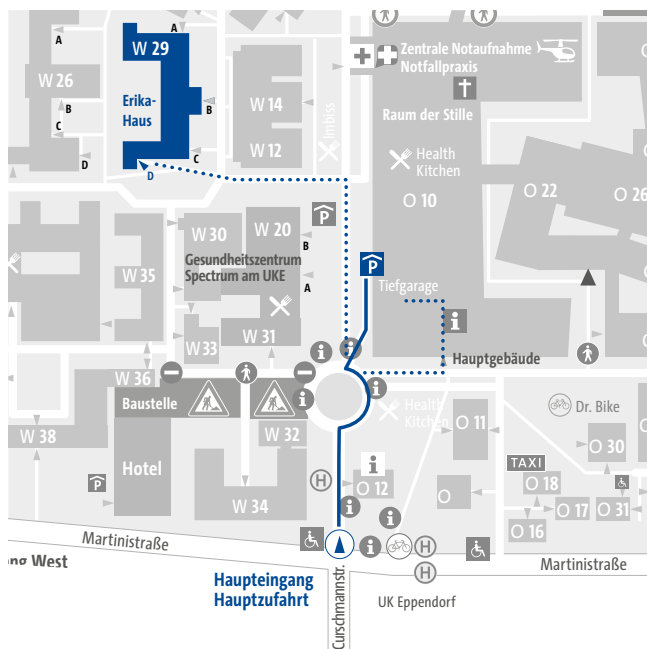 A
W 29
Zentrale Notaufnahme
Notfallpraxis
W 26
Erika-
Haus
B
B
W 14
Imbiss
Raum der Stille
C
C
W 12
Health
Kitchen
D
D
O 22
O 26
O 10
P
W 30
W 20
B
Gesundheitszentrum
Spectrum am UKE
W 35
P
A
Tiefgarage
i
W 31
W 33
i
i
Hauptgebäude
W 36
Baustelle
i
i
Health
Kitchen
O 11
Dr. Bike
W 38
W 32
O 30
Hotel
i
TAXI
P
H
O 12
O
O 18
W 34
i
i
O 17
O 31
O 16
Martinistraße
i
H
ng West
H
Martinistraße
Haupteingang
Hauptzufahrt
Curschmannstr.
UK Eppendorf
A
O
O
O